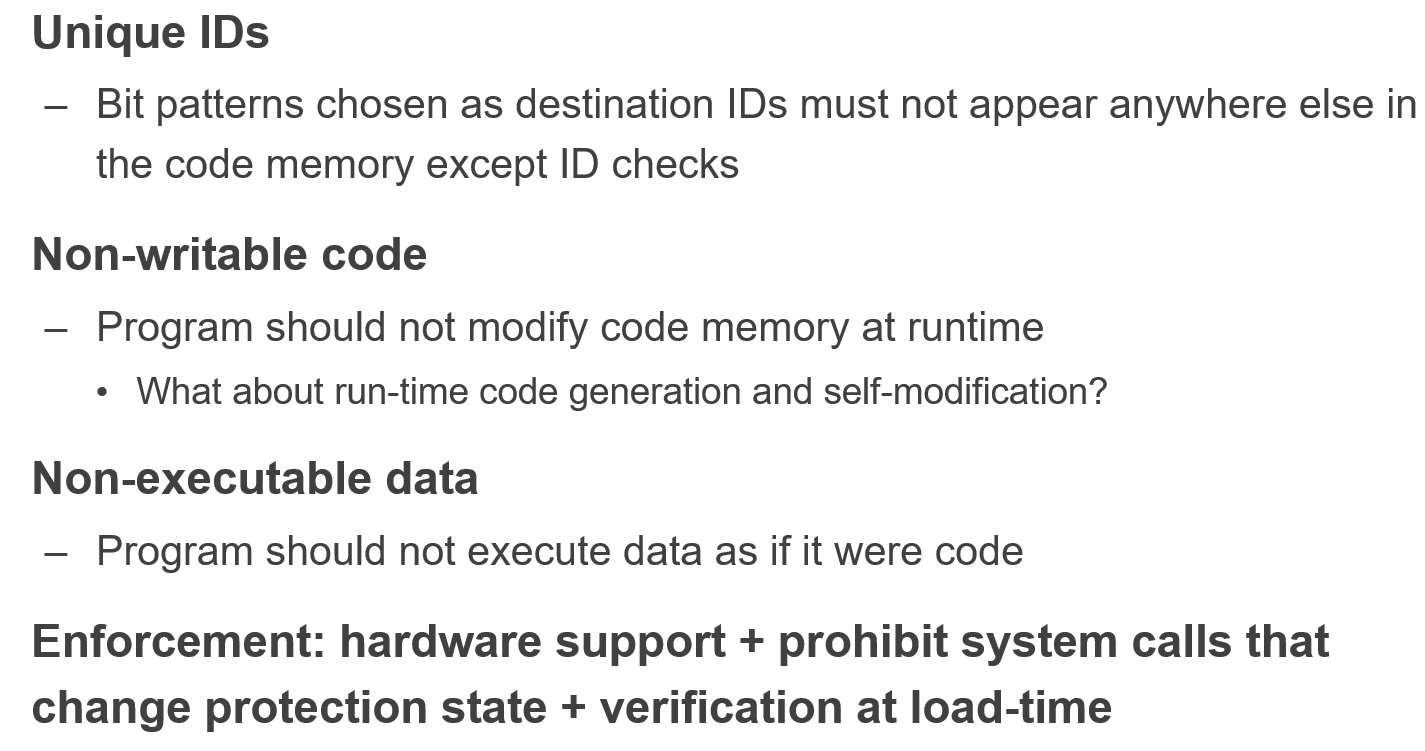 Unique IDs
– Bit patterns chosen as destination IDs must not appear anywhere else in
the code memory except ID checks
Non-writable code
– Program should not modify code memory at runtime
• What about run-time code generation and self-modification?
Non-executable data
– Program should not execute data as if it were code
Enforcement: hardware support + prohibit system calls that
change protection state + verification at load-time